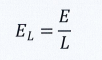 E_L = E/L